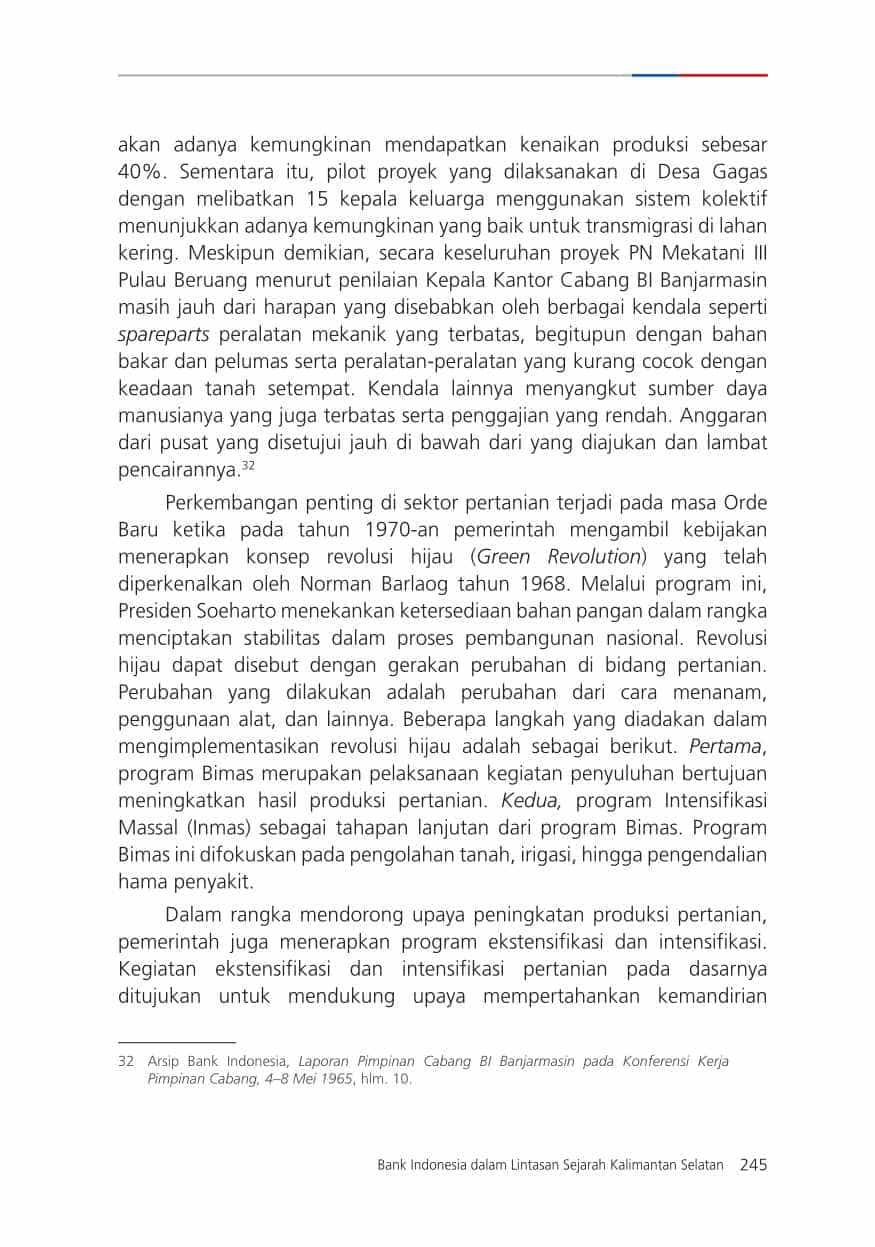 akan adanya kemungkinan mendapatkan kenaikan produksi sebesar
40%. Sementara itu, pilot proyek yang dilaksanakan di Desa Gagas
dengan melibatkan 15 kepala keluarga menggunakan sistem kolektif
menunjukkan adanya kemungkinan yang baik untuk transmigrasi di lahan
kering. Meskipun demikian, secara keseluruhan proyek PN Mekatani III
Pulau Beruang menurut penilaian Kepala Kantor Cabang BI Banjarmasin
masih jauh dari harapan yang disebabkan oleh berbagai kendala seperti
spareparts peralatan mekanik yang terbatas, begitupun dengan bahan
bakar dan pelumas serta peralatan-peralatan yang kurang cocok dengan
keadaan tanah setempat. Kendala lainnya menyangkut sumber daya
manusianya yang juga terbatas serta penggajian yang rendah. Anggaran
dari pusat yang disetujui jauh di bawah dari yang diajukan dan lambat
pencairannya.32
Perkembangan penting di sektor pertanian terjadi pada masa Orde
Baru ketika pada tahun 1970-an pemerintah mengambil kebijakan
menerapkan konsep revolusi hijau (Green Revolution) yang telah
diperkenalkan oleh Norman Barlaog tahun 1968. Melalui program ini,
Presiden Soeharto menekankan ketersediaan bahan pangan dalam rangka
menciptakan stabilitas dalam proses pembangunan nasional. Revolusi
hijau dapat disebut dengan gerakan perubahan di bidang pertanian.
Perubahan yang dilakukan adalah perubahan dari cara menanam,
penggunaan alat, dan lainnya. Beberapa langkah yang diadakan dalam
mengimplementasikan revolusi hijau adalah sebagai berikut. Pertama,
program Bimas merupakan pelaksanaan kegiatan penyuluhan bertujuan
meningkatkan hasil produksi pertanian. Kedua, program Intensifikasi
Massal (Inmas) sebagai tahapan lanjutan dari program Bimas. Program
Bimas ini difokuskan pada pengolahan tanah, irigasi, hingga pengendalian
hama penyakit.
Dalam rangka mendorong upaya peningkatan produksi pertanian,
pemerintah juga menerapkan program ekstensifikasi dan intensifikasi.
Kegiatan ekstensifikasi dan intensifikasi pertanian pada dasarnya
ditujukan untuk mendukung upaya mempertahankan kemandirian
32 Arsip Bank Indonesia, Laporan Pimpinan Cabang BI Banjarmasin pada Konferensi Kerja
Pimpinan Cabang, 4–8 Mei 1965, hlm. 10.
Bank Indonesia dalam Lintasan Sejarah Kalimantan Selatan 245